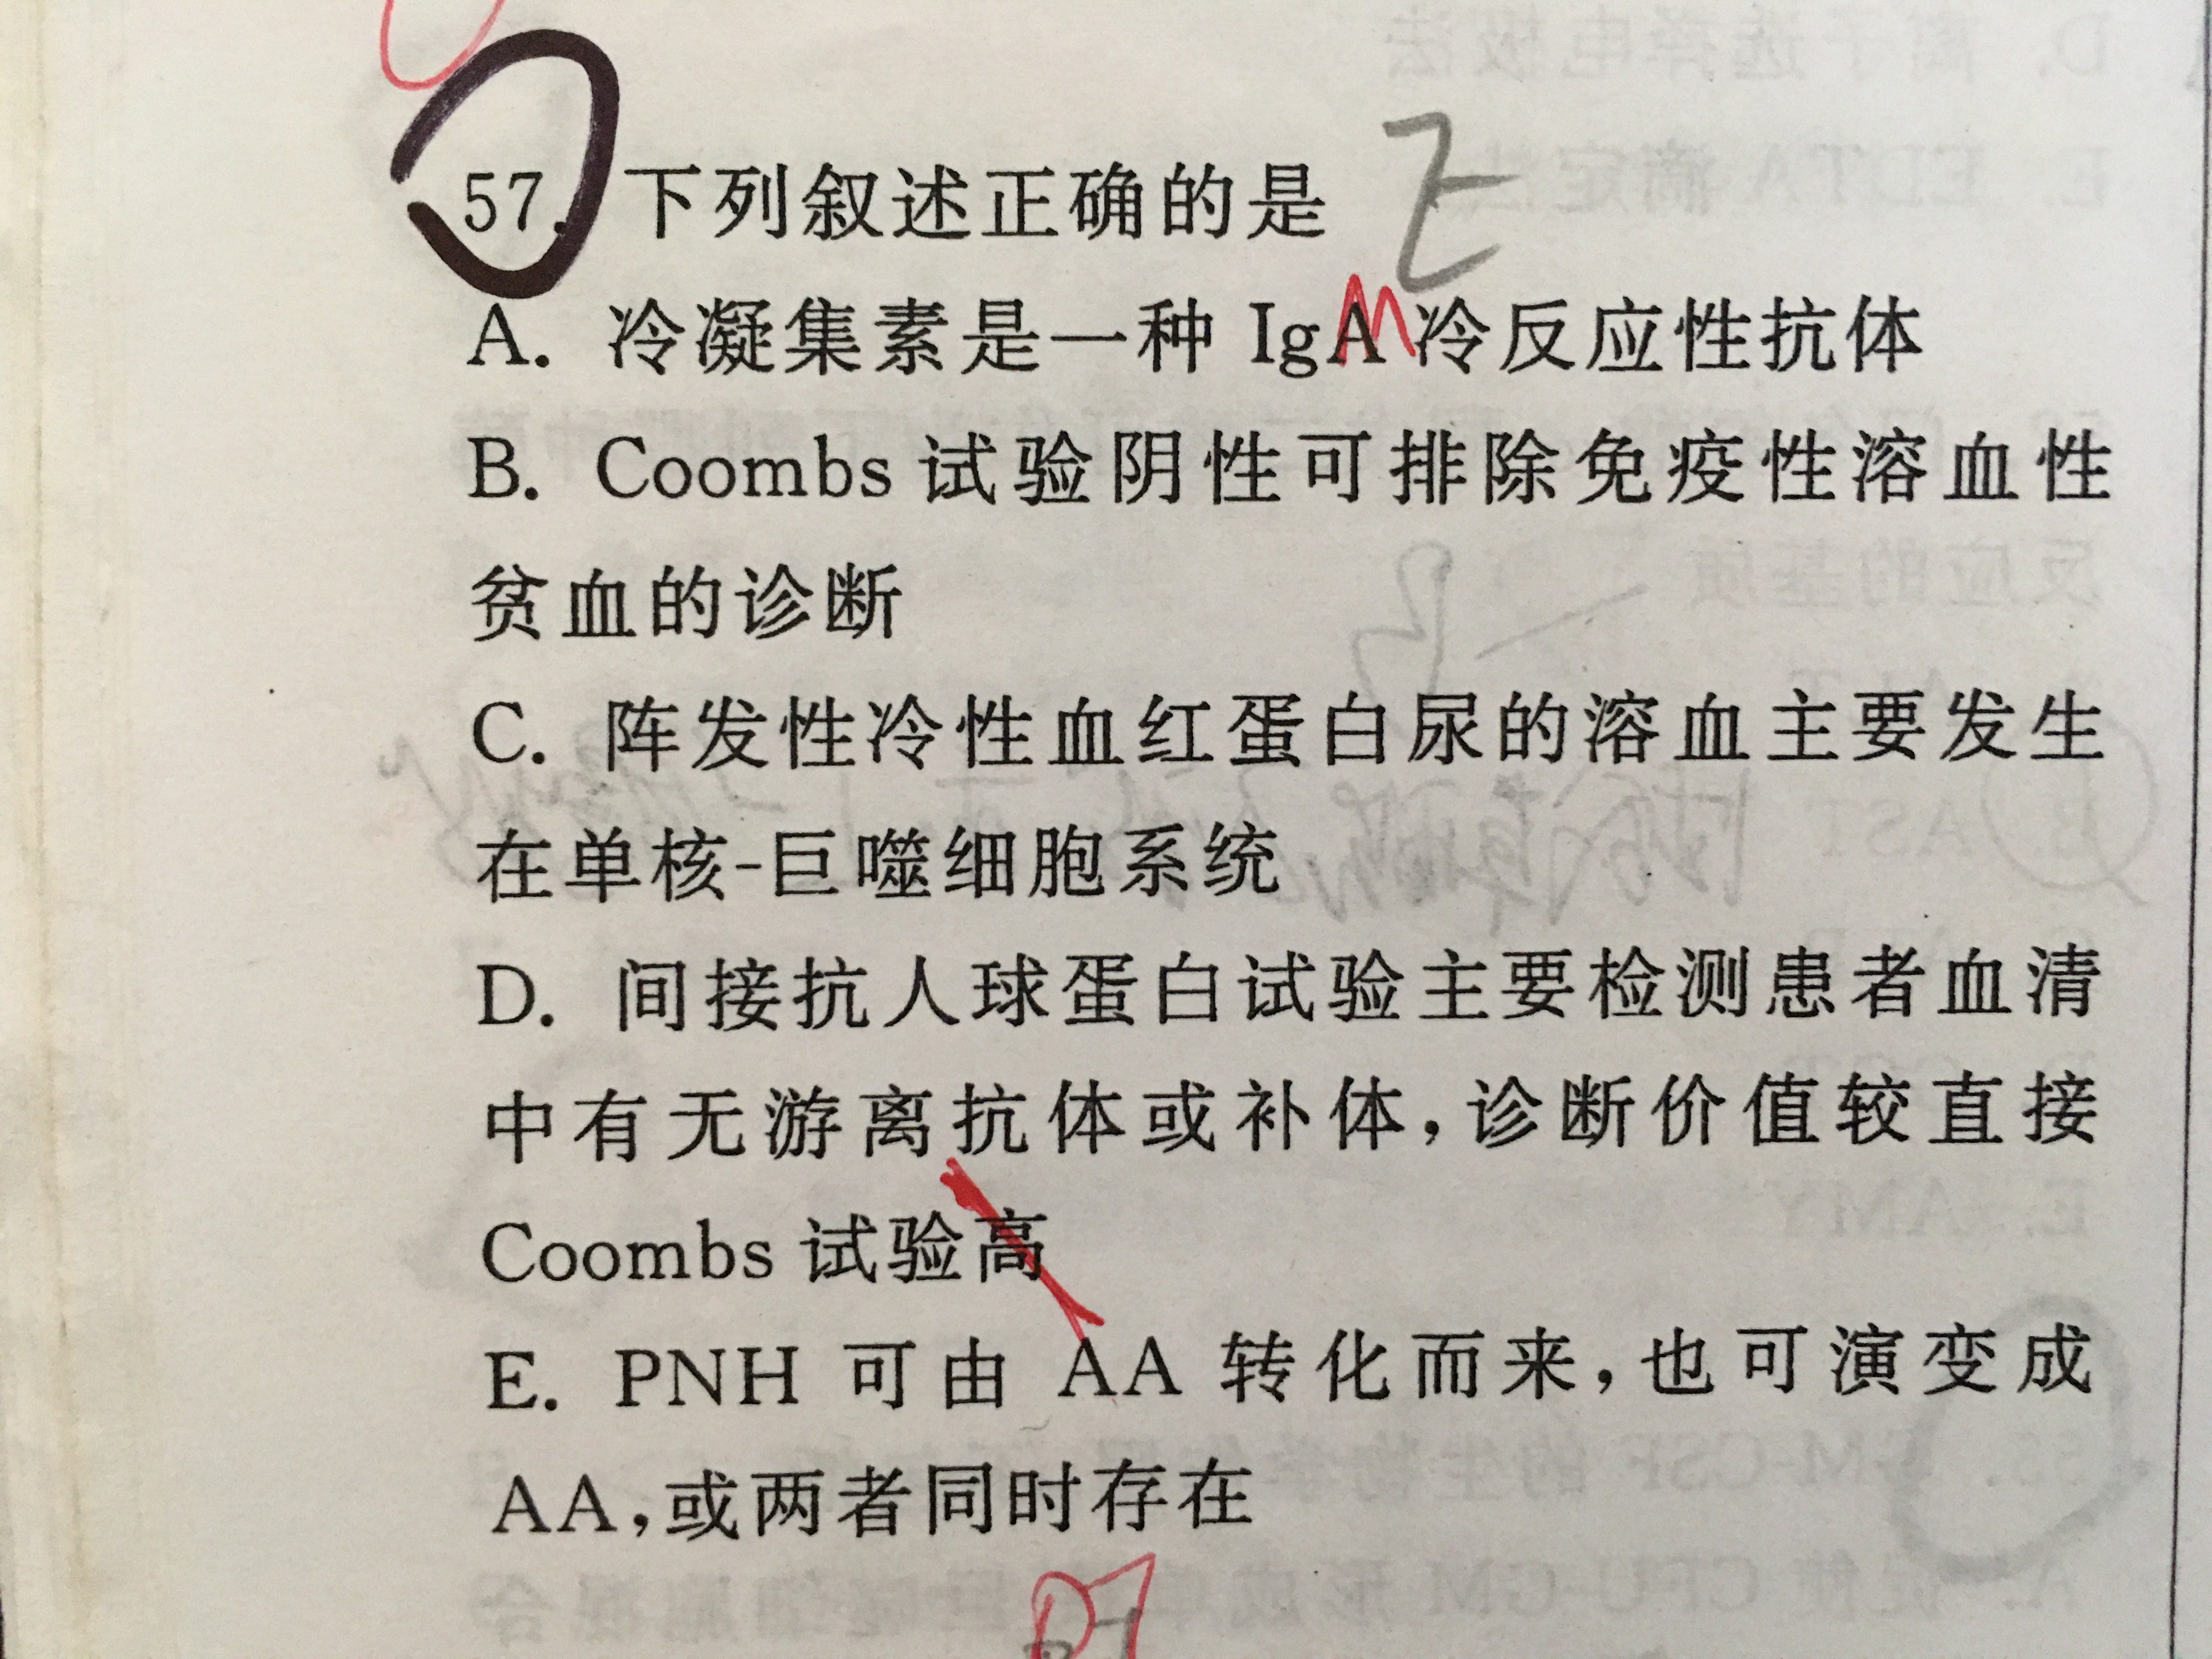 57. 下列叙述正确的是 E
A. 冷凝集素是一种 IgA冷反应性抗体
M
B. Coombs 试验阴性可排除免疫性溶血性
贫血的诊断
C. 阵发性冷性血红蛋白尿的溶血主要发生
在单核-巨噬细胞系统
D. 间接抗人球蛋白试验主要检测患者血清
中有无游离抗体或补体,诊断价值较直接
Coombs 试验高
E. PNH 可由 AA 转化而来,也可演变成
AA,或两者同时存在